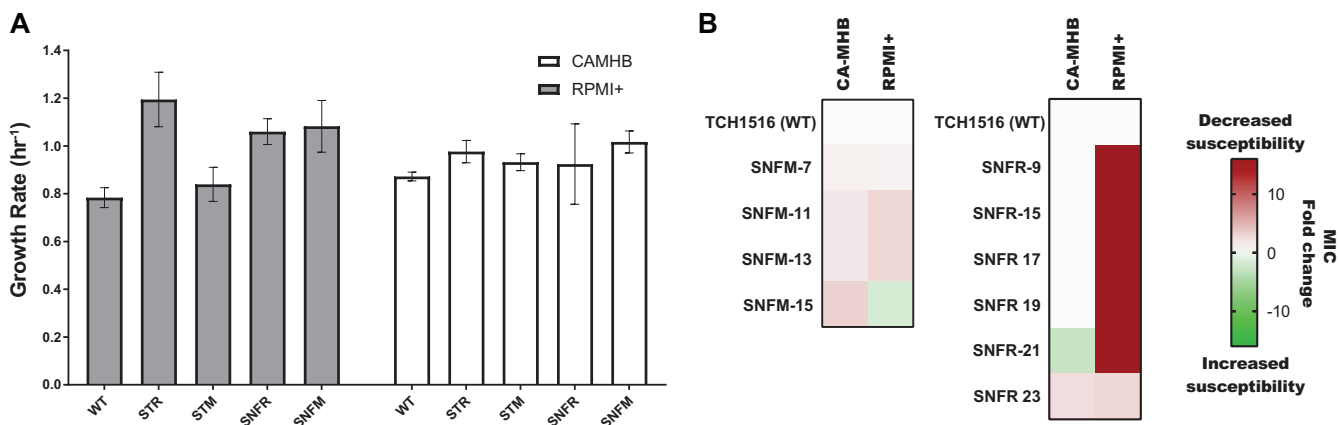 A
Growth Rate (hr-1)
1.4
1.2
1.0
0.8
0.6
0.4
0.2
0.0
CAMHB
RPMI+
WT
STR
STM
SNFR
SNFM
WT
STR
STM
SNFR
SNFM
B
CA-MHB
RPMI+
TCH1516 (WT)
SNFM-7
SNFM-11
SNFM-13
SNFM-15
CA-MHB
RPMI+
TCH1516 (WT)
SNFR-9
SNFR-15
SNFR 17
SNFR 19
SNFR-21
SNFR 23
Decreased
susceptibility
10
0
-10
MIC
Fold change
Increased
susceptibility